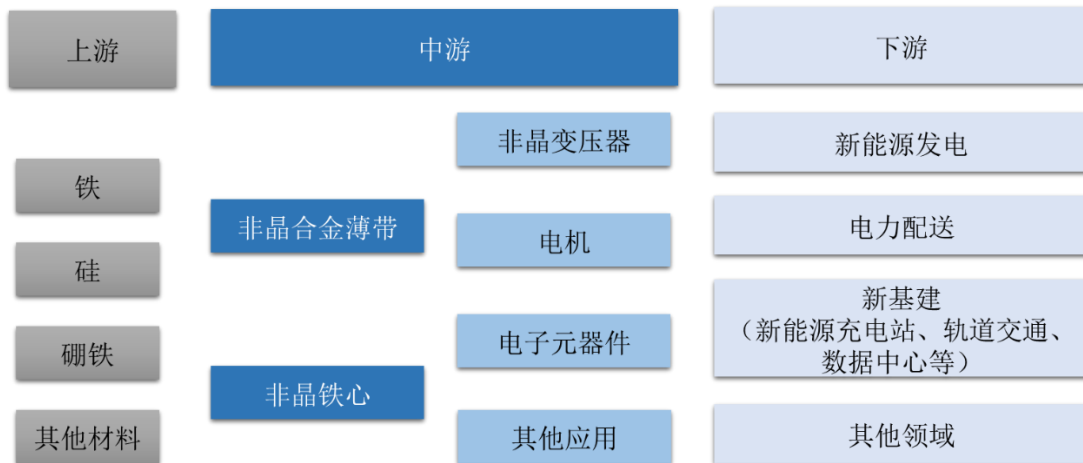 上游
中游
下游
铁
硅
硼铁
其他材料
非晶合金薄带
非晶铁心
非晶变压器
电机
电子元器件
其他应用
新能源发电
电力配送
新基建
（新能源充电站、轨道交通、
数据中心等）
其他领域